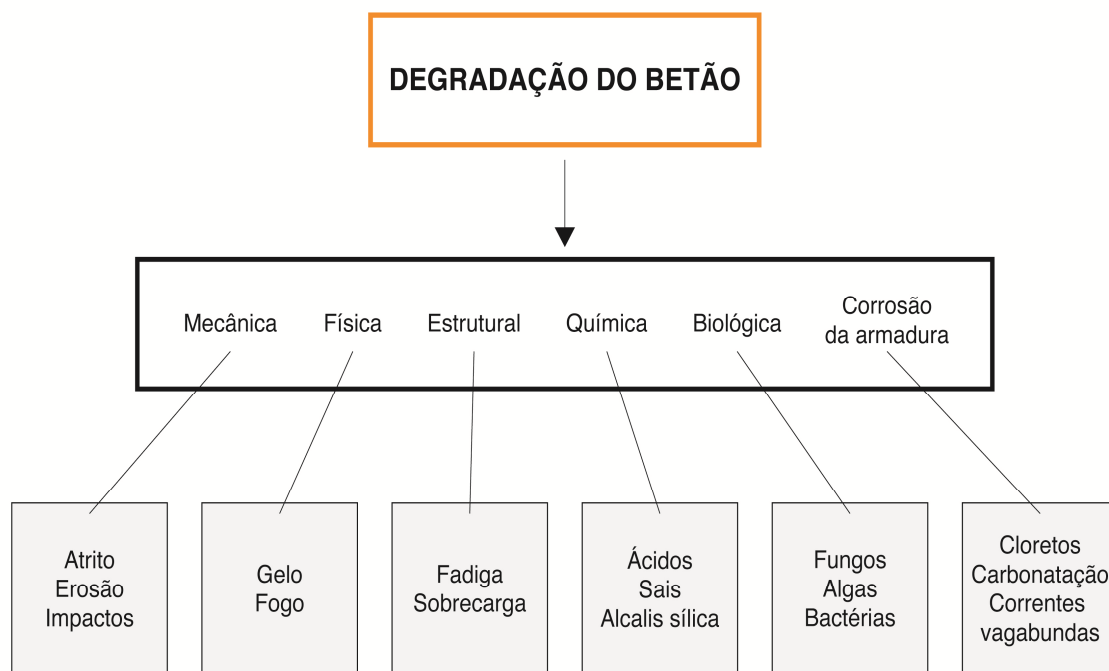 DEGRADAÇÃO DO BETÃO
Mecânica
Física
Estrutural
Química
Biológica
Corrosão
da armadura
Atrito
Erosão
Impactos
Gelo
Fogo
Fadiga
Sobrecarga
Ácidos
Sais
Alcalis sílica
Fungos
Algas
Bactérias
Cloretos
Carbonatação
Correntes
vagabundas